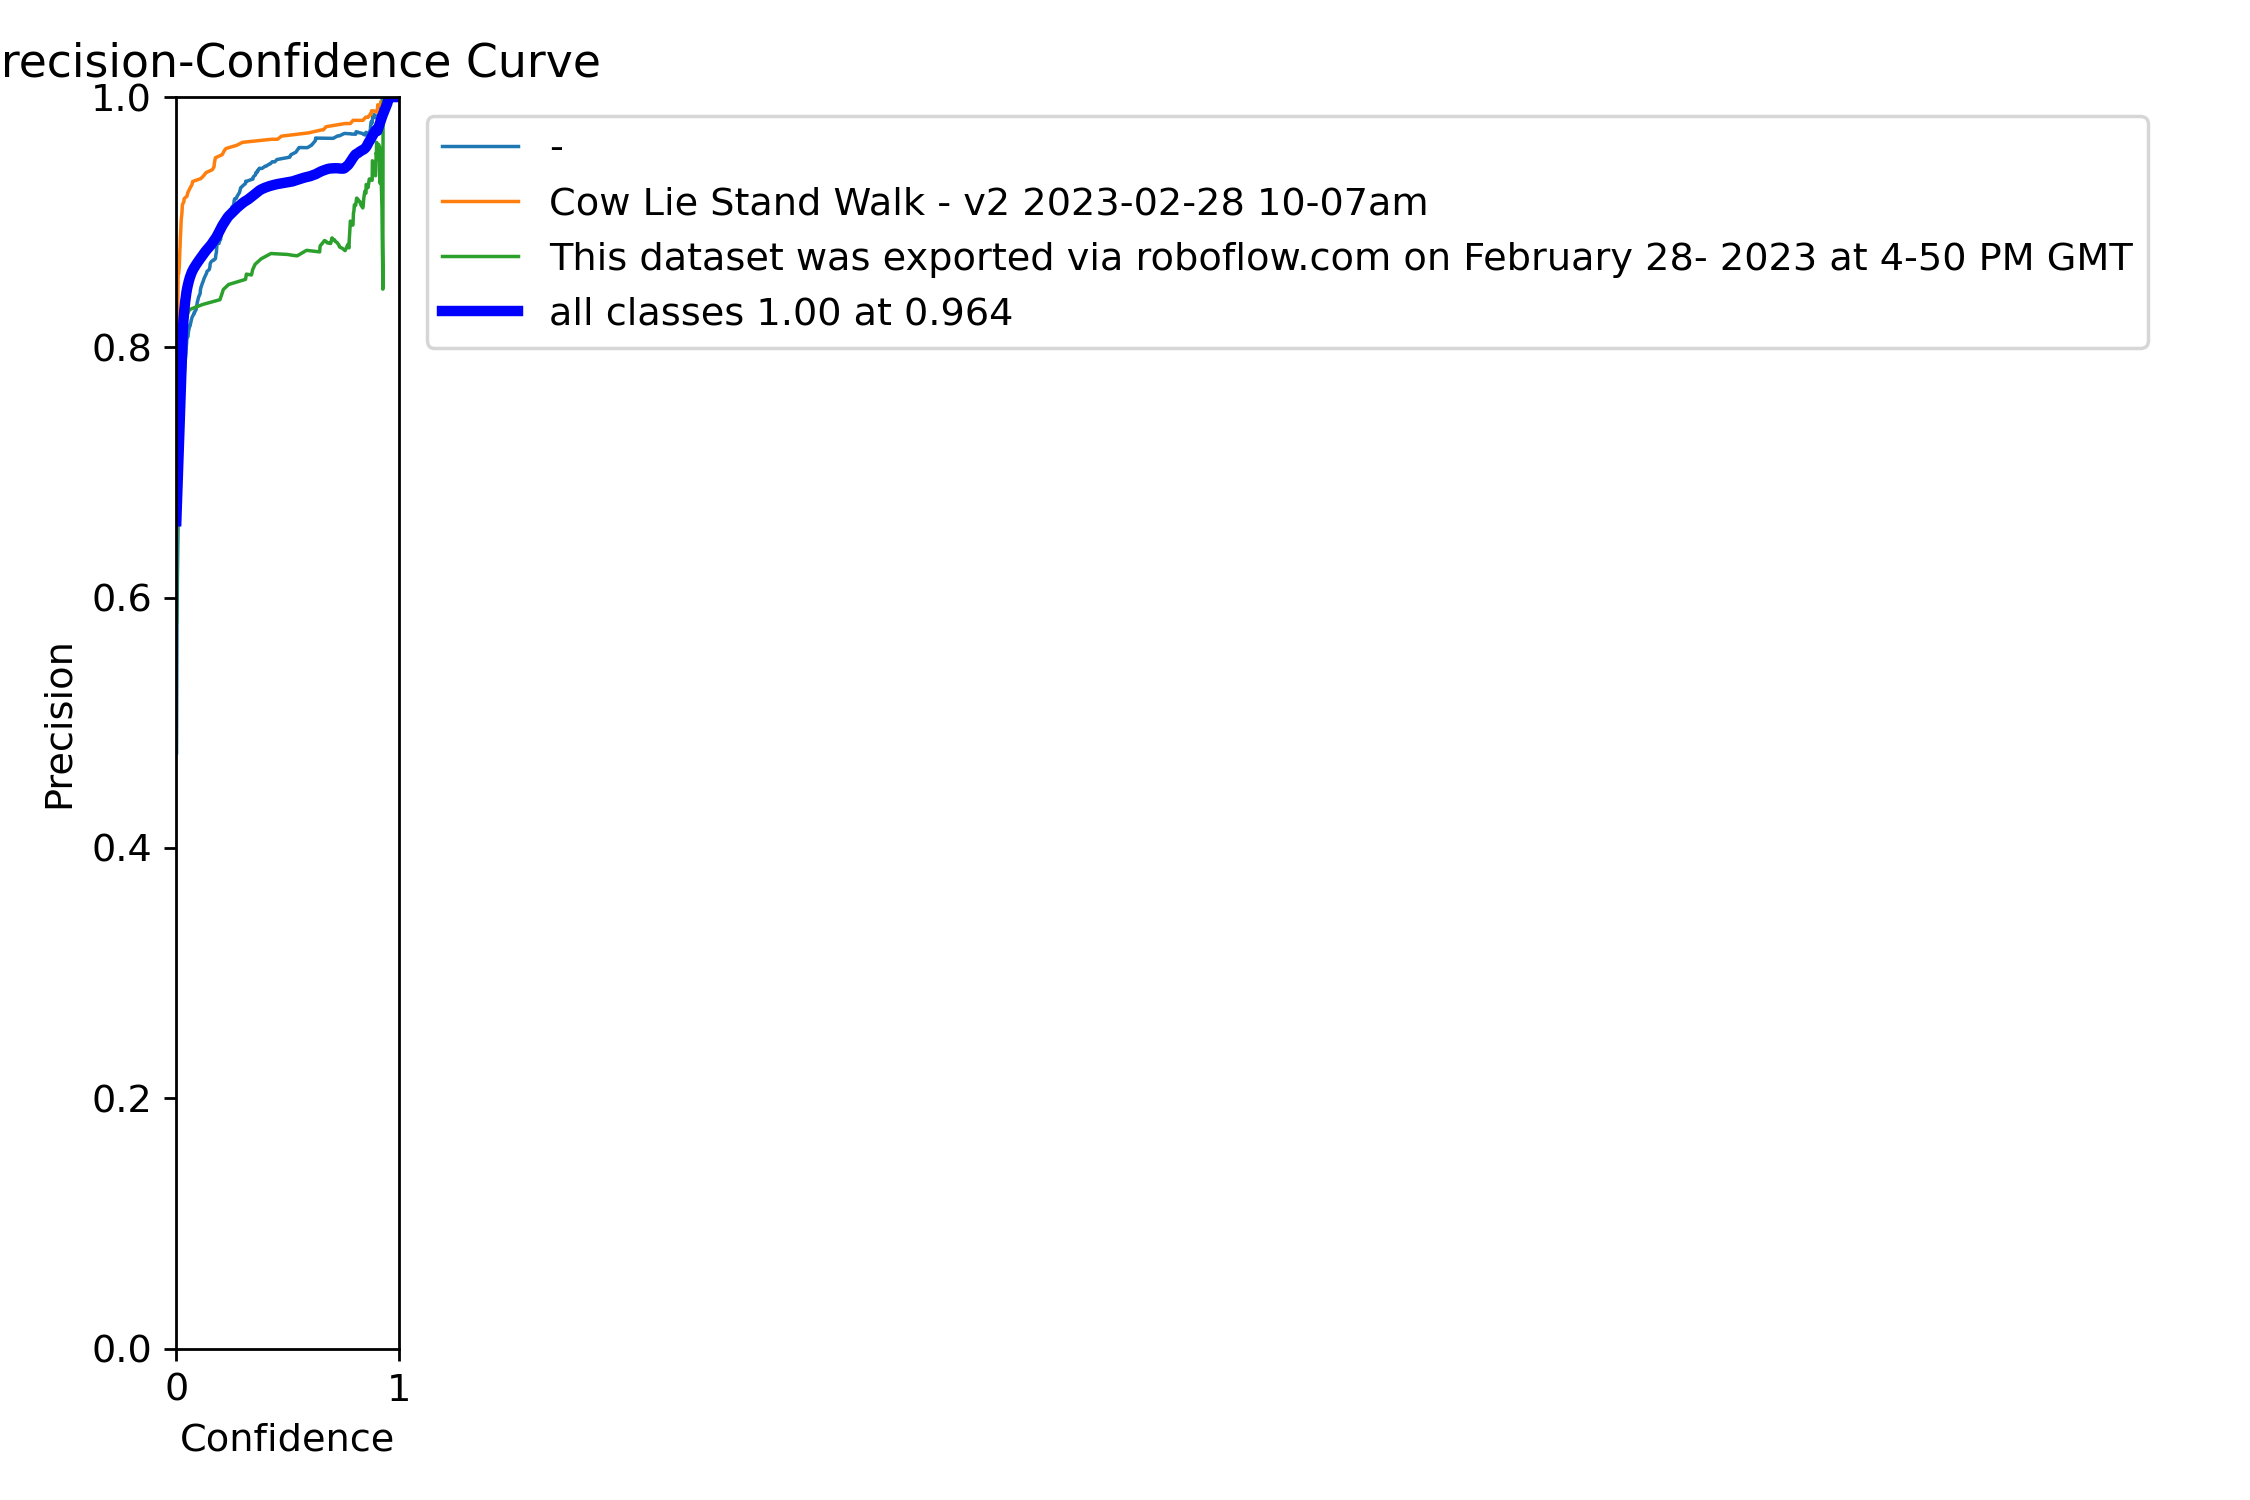 recision-Confidence Curve
-
Cow Lie Stand Walk - v2 2023-02-28 10-07am
This dataset was exported via roboflow.com on February 28- 2023 at 4-50 PM GMT
all classes 1.00 at 0.964
1.0
0.8
0.6
0.4
0.2
0.0
Precision
0 1
Confidence